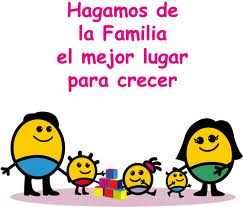 Hagamos de
la Familia
el mejor lugar
para crecer